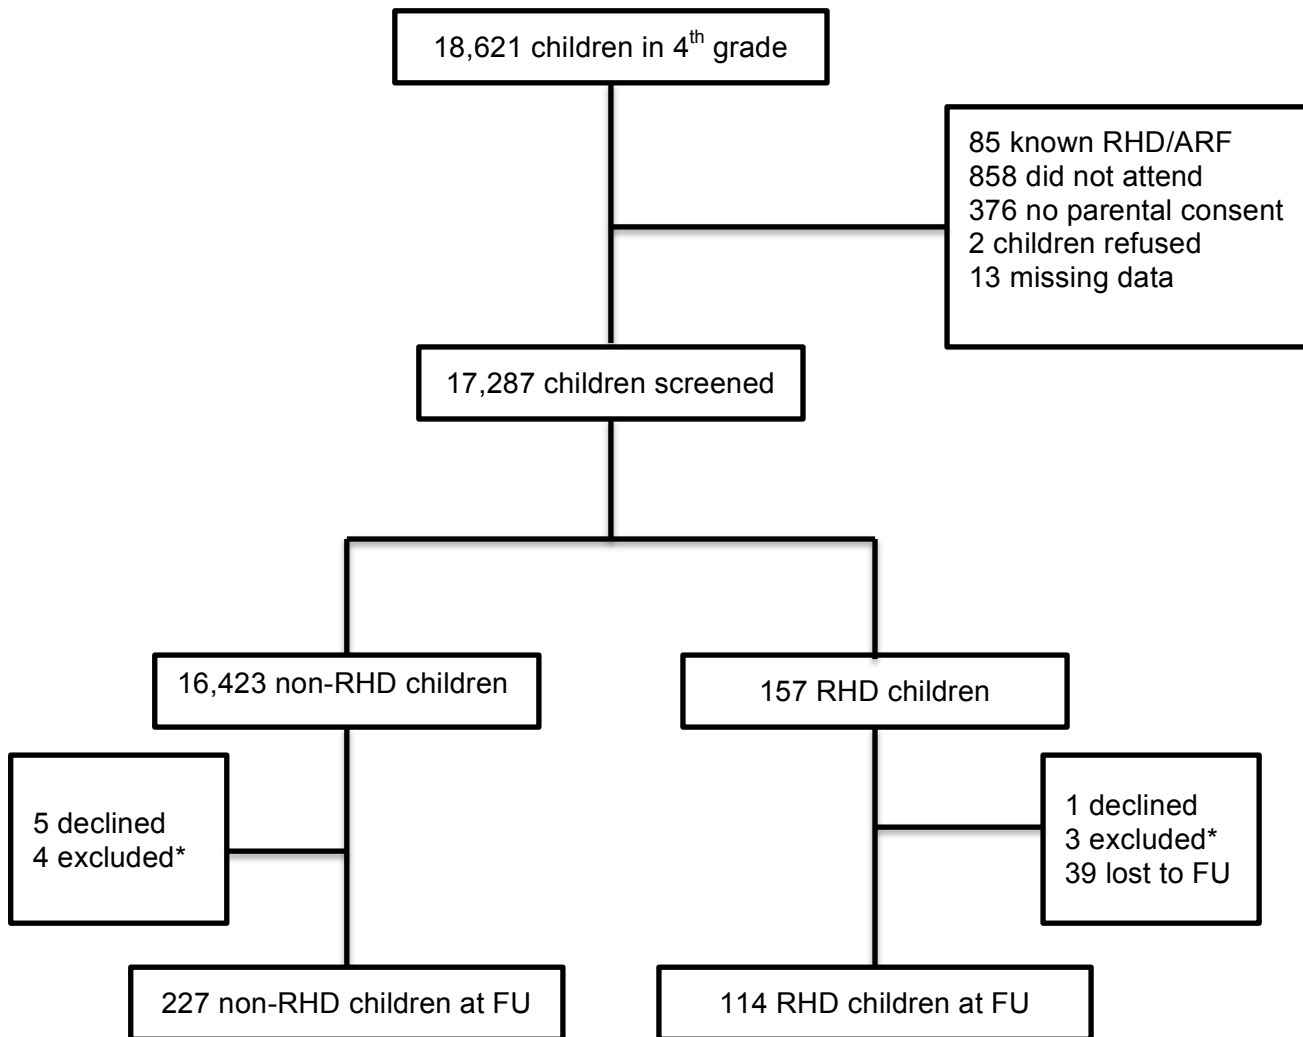 18,621 children in 4th grade
85 known RHD/ARF
858 did not attend
376 no parental consent
2 children refused
13 missing data
17,287 children screened
16,423 non-RHD children
157 RHD children
5 declined
4 excluded*
1 declined
3 excluded*
39 lost to FU
227 non-RHD children at FU
114 RHD children at FU